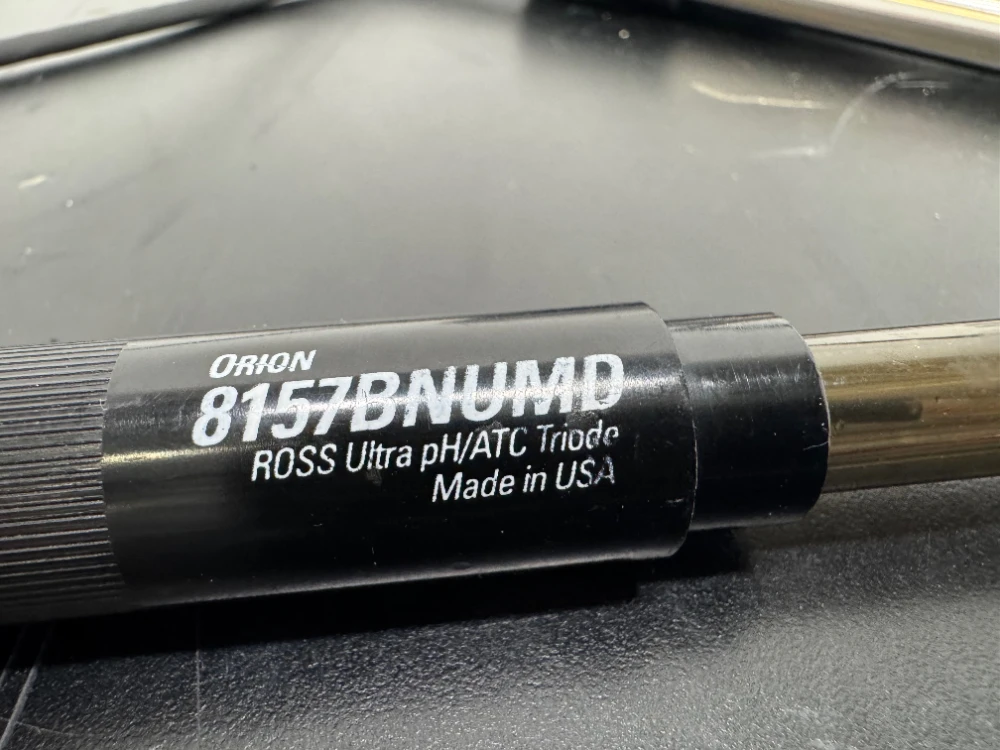 ORION
8157BNUMD
ROSS Ultra pH/ATC Triode
Made in USA